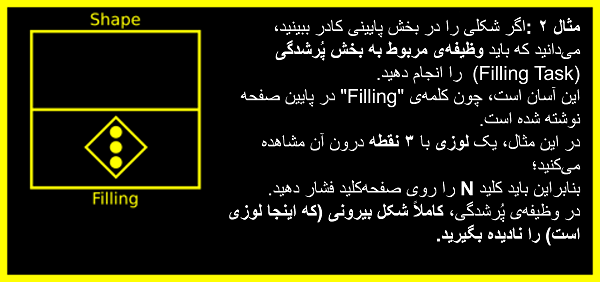 Shape
Filling
مثال ۲ :اگر شکلی را در بخش پایینی کادر ببینید،
می‌دانید که باید وظیفه‌ی مربوط به بخش پُرشدگی
(Filling Task) را انجام دهید.
این آسان است، چون کلمه‌ی "Filling" در پایین صفحه
نوشته شده است.
در این مثال، یک لوزی با ۳ نقطه درون آن مشاهده
می‌کنید؛
بنابراین باید کلید N را روی صفحه‌کلید فشار دهید.
در وظیفه‌ی پُرشدگی، کاملاً شکل بیرونی (که اینجا لوزی
است) را نادیده بگیرید.